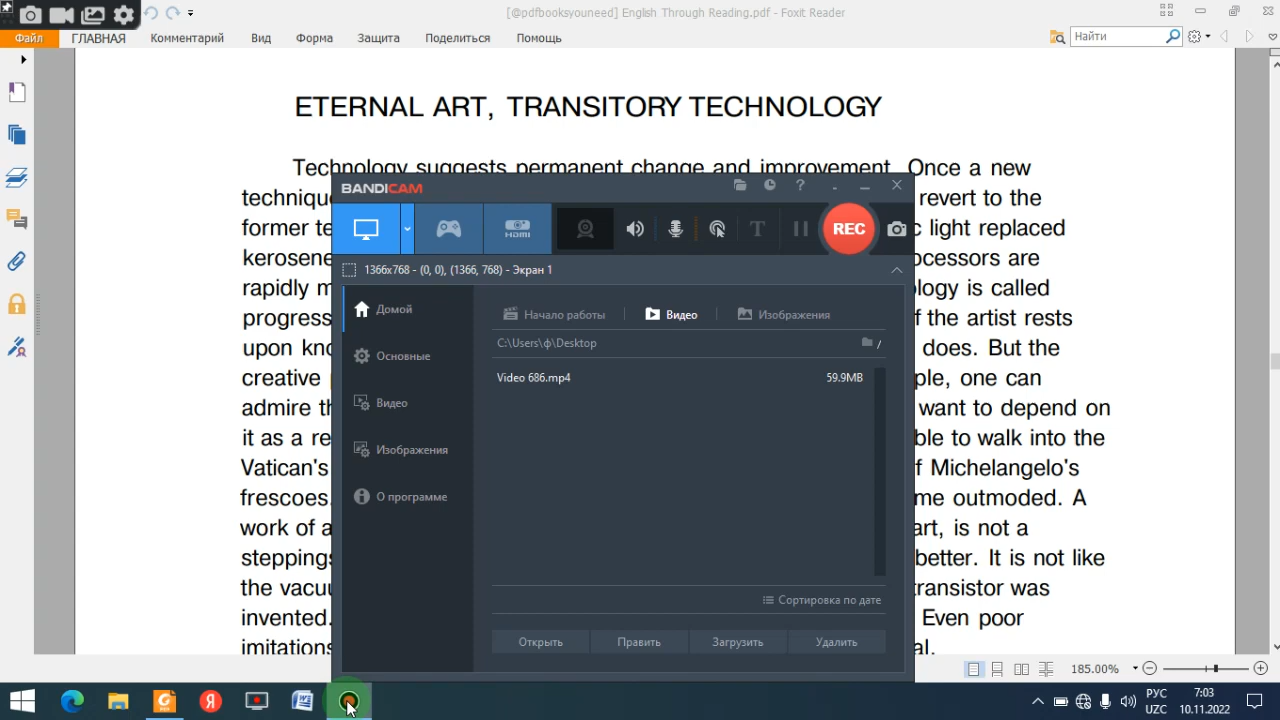 [@pdfbooksyouneed] English Through Reading.pdf - Foxit Reader
Файл ГЛАВНАЯ Комментарий Вид Форма Защита Поделиться Помощь
Найти
ETERNAL ART, TRANSITORY TECHNOLOGY
Technology suggests permanent change and improvement. Once a new
techniqu revert to the
former te c light replaced
kerosene ocessors are
rapidly m ology is called
progress f the artist rests
upon kno does. But the
creative ple, one can
admire th want to depend on
it as a re ble to walk into the
Vatican's f Michelangelo's
frescoes. me outmoded. A
work of a art, is not a
steppings better. It is not like
the vacuu transistor was
invented. Even poor
imitations al.
BANDICAM
HDMI
T
REC
1366x768 - (0, 0), (1366, 768) - Экран 1
Домой
Основные
Видео
Изображения
О программе
Начало работы Видео Изображения
C:\Users\ф\Desktop /
Video 686.mp4 59.9MB
Сортировка по дате
Открыть Править Загрузить Удалить
185.00%
РУС 7:03
UZC 10.11.2022